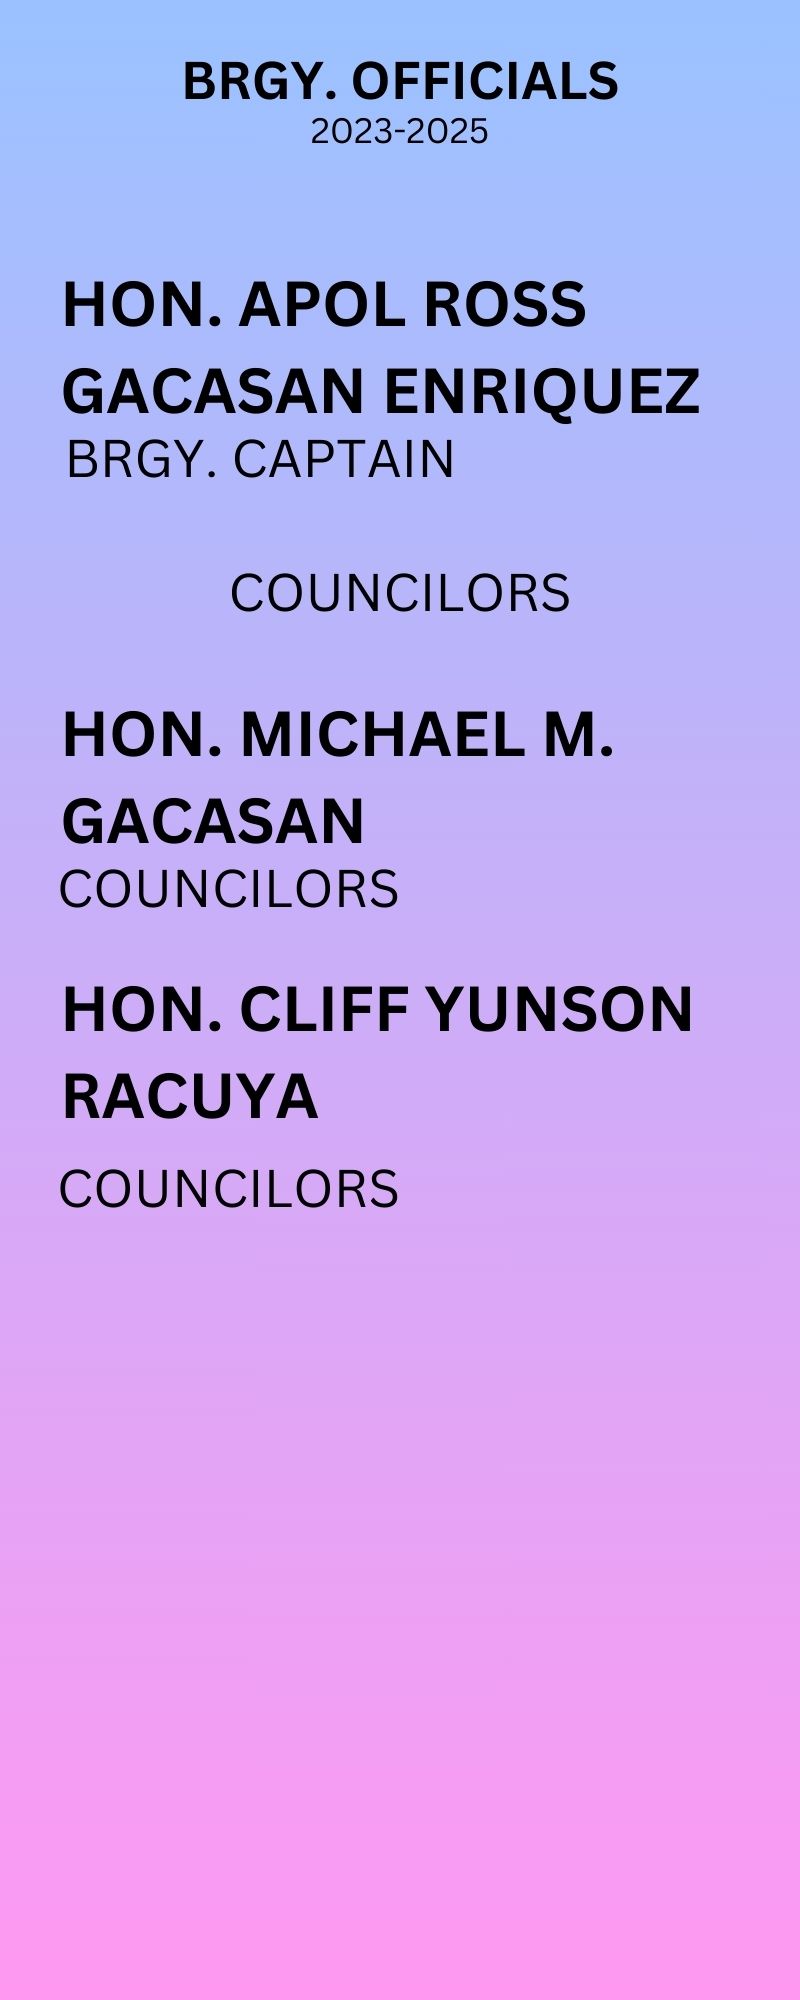 BRGY. OFFICIALS
2023-2025
HON. APOL ROSS
GACASAN ENRIQUEZ
BRGY. CAPTAIN
COUNCILORS
HON. MICHAEL M.
GACASAN
COUNCILORS
HON. CLIFF YUNSON
RACUYA
COUNCILORS